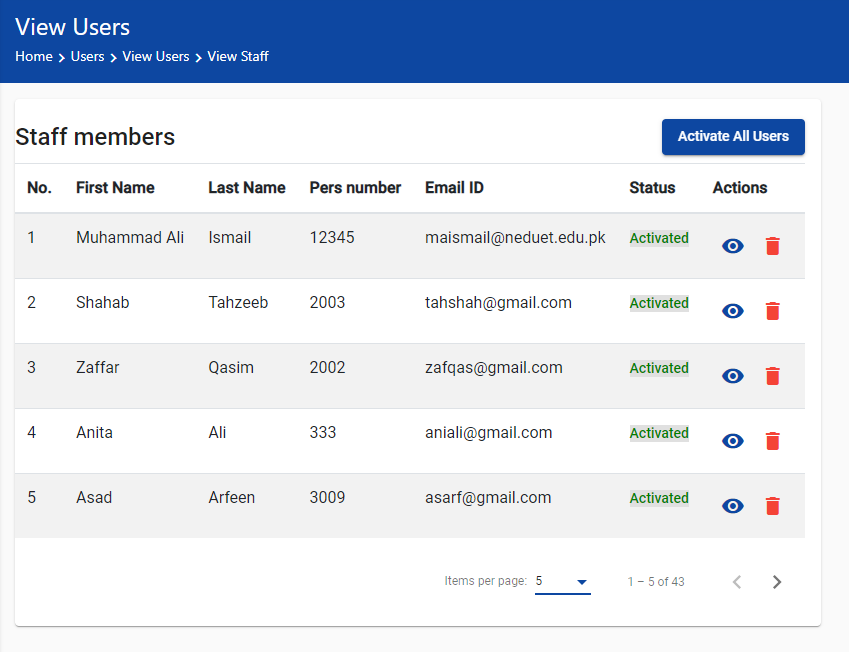 View Users
Home > Users > View Users > View Staff
Staff members
Activate All Users
No. First Name Last Name Pers number Email ID Status Actions
1 Muhammad Ali Ismail 12345 maismail@neduet.edu.pk Activated
2 Shahab Tahzeeb 2003 tahshah@gmail.com Activated
3 Zaffar Qasim 2002 zafqas@gmail.com Activated
4 Anita Ali 333 aniali@gmail.com Activated
5 Asad Arfeen 3009 asarf@gmail.com Activated
Items per page: 5 1 – 5 of 43